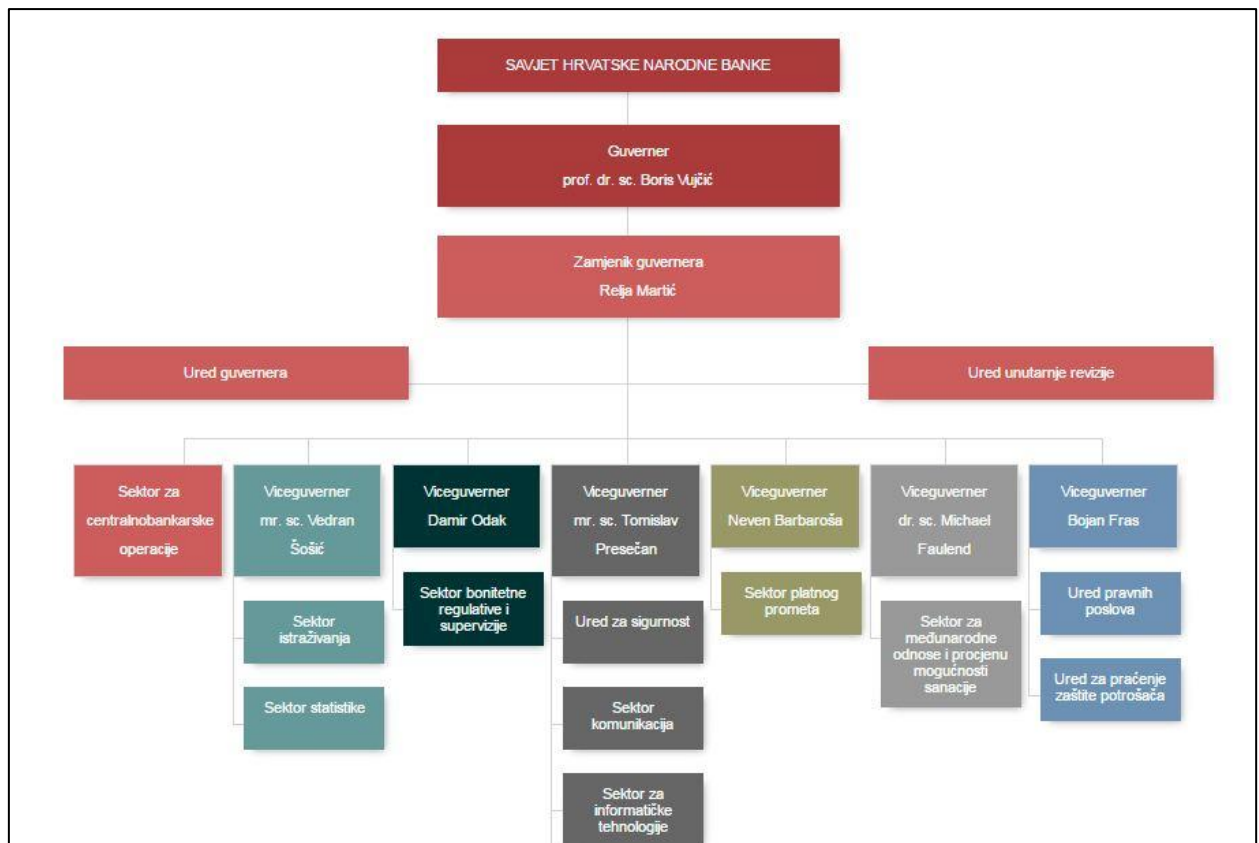 SAVJET HRVATSKE NARODNE BANKE
Guverner
prof. dr. sc. Boris Vujčić
Zamjenik guvernera
Relja Martić
Ured guvernera
Ured unutarnje revizije
Sektor za
centralnobankarske
operacije
Viceguverner
mr. sc. Vedran
Šošić
Sektor
istraživanja
Sektor statistike
Viceguverner
Damir Odak
Sektor bonitetne
regulative i
supervizije
Viceguverner
mr. sc. Tomislav
Presečan
Ured za sigurnost
Sektor
komunikacija
Sektor za
informatičke
tehnologije
Viceguverner
Neven Barbaroša
Sektor platnog
prometa
Viceguverner
dr. sc. Michael
Faulend
Sektor za
međunarodne
odnose i procjenu
mogućnosti
sanacije
Viceguverner
Bojan Fras
Ured pravnih
poslova
Ured za praćenje
zaštite potrošača